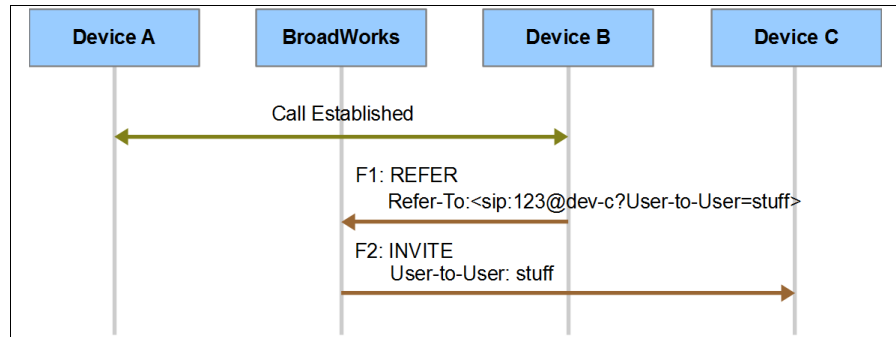 Device A
BroadWorks
Device B
Device C
Call Established
F1: REFER
Refer-To:<sip:123@dev-c?User-to-User=stuff>
F2: INVITE
User-to-User: stuff